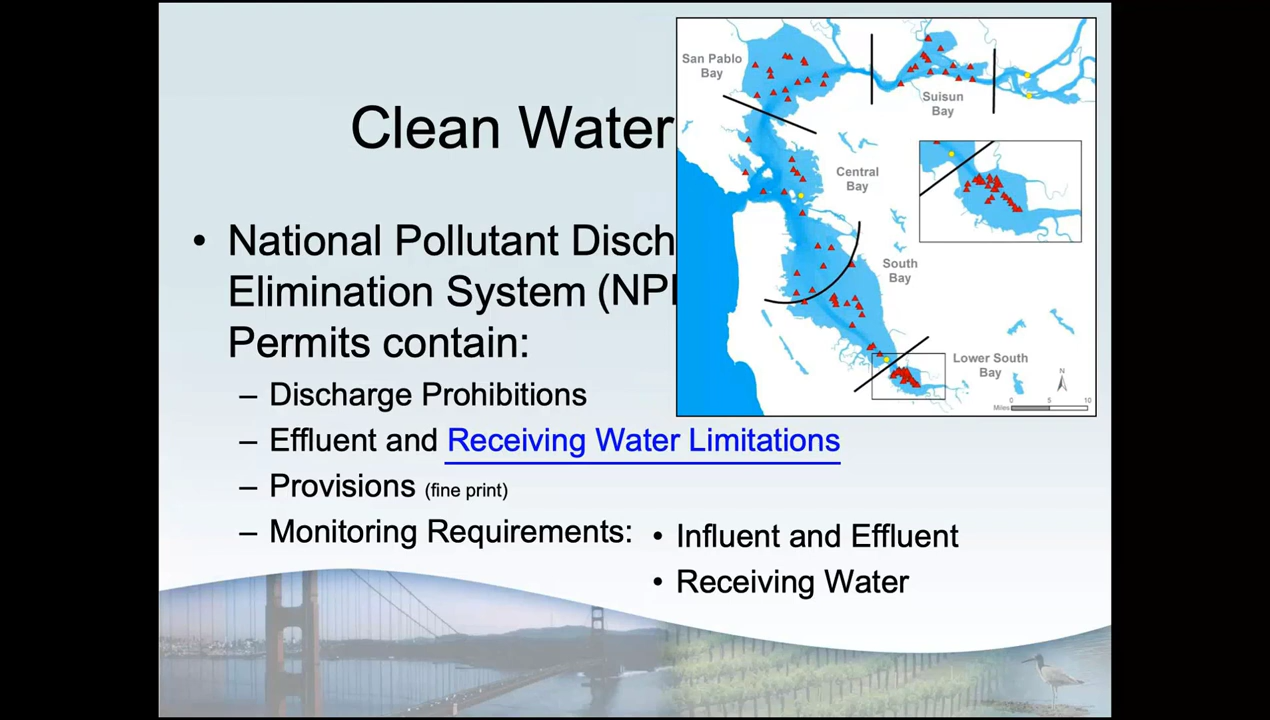 Clean Water
• National Pollutant Disch
Elimination System (NP
Permits contain:
– Discharge Prohibitions
– Effluent and Receiving Water Limitations
– Provisions (fine print)
– Monitoring Requirements:
• Influent and Effluent
• Receiving Water
San Pablo
Bay
Suisun
Bay
Central
Bay
South
Bay
Lower South
Bay
N
Miles
0 5 10